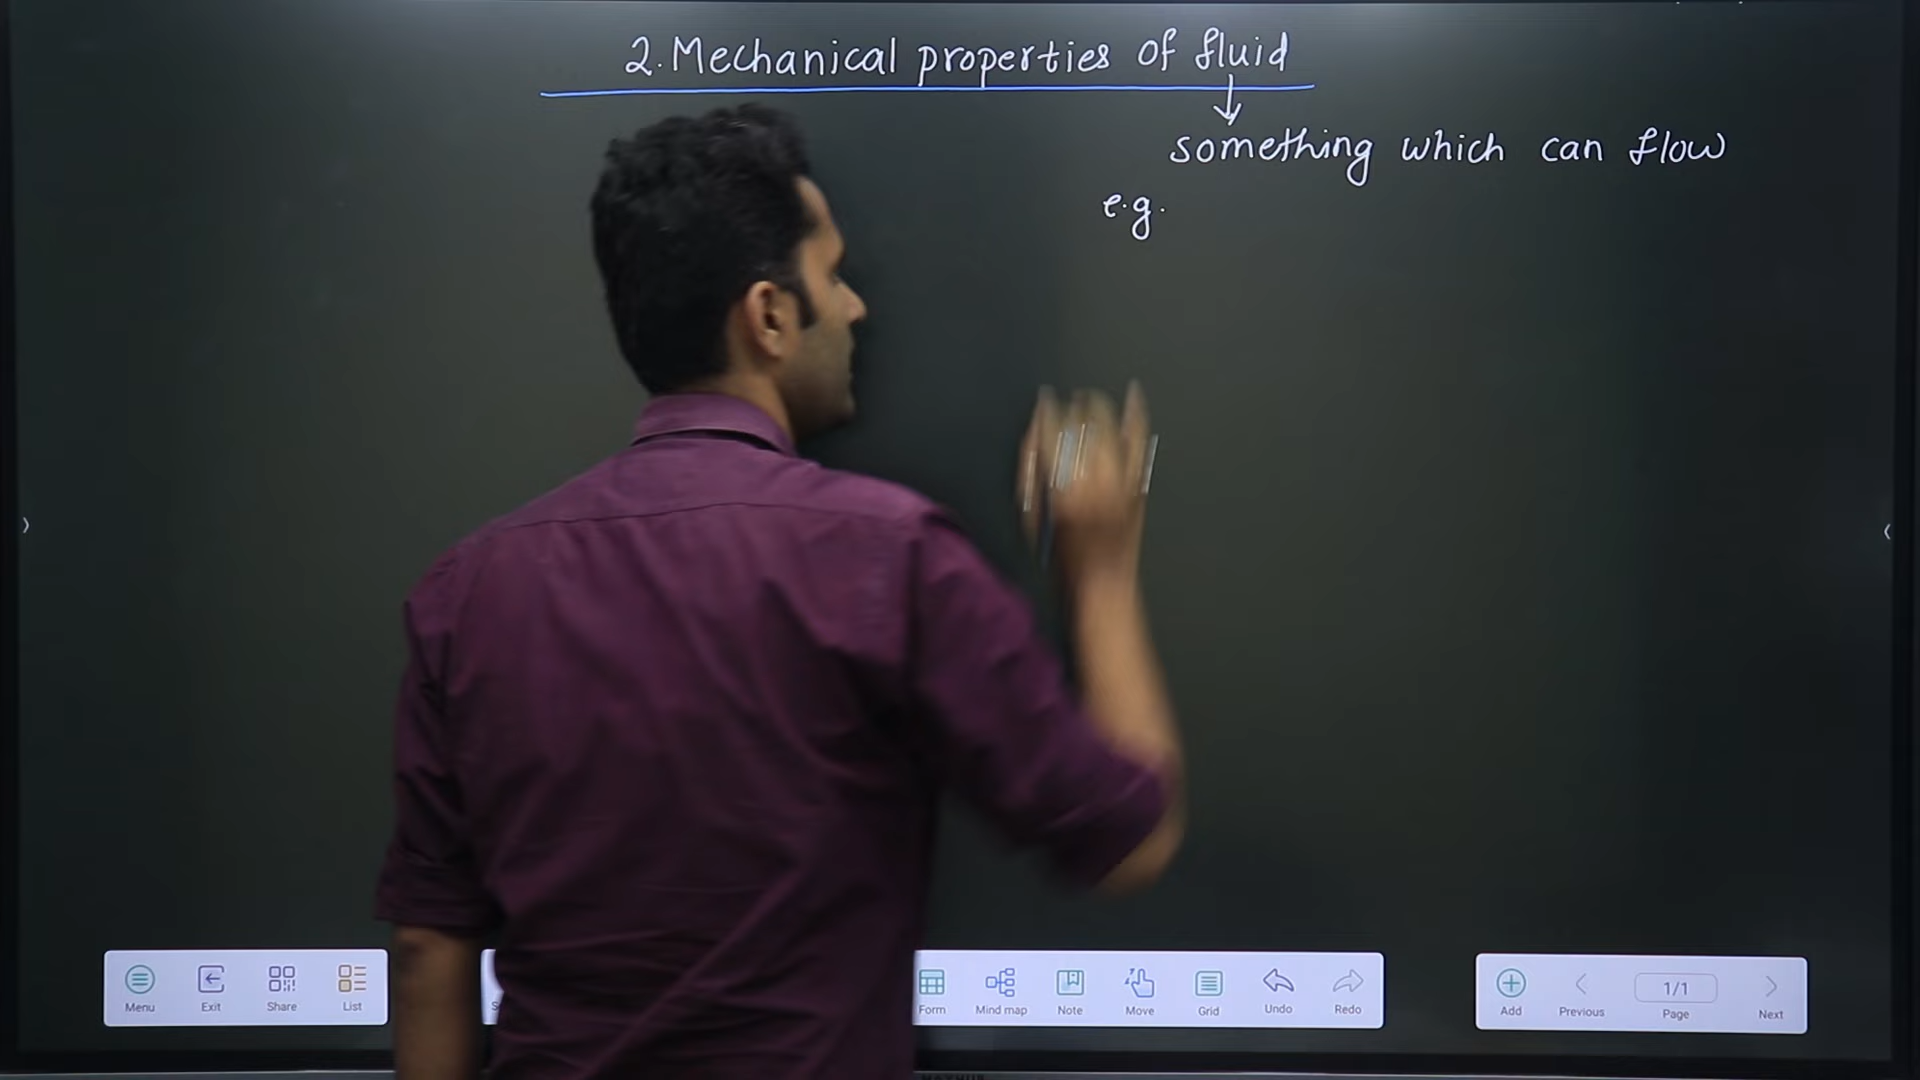 2. Mechanical properties of fluid
something which can flow
e.g.
Menu Exit Share List Form Mind map Note Move Grid Undo Redo Add Previous 1/1 Page Next